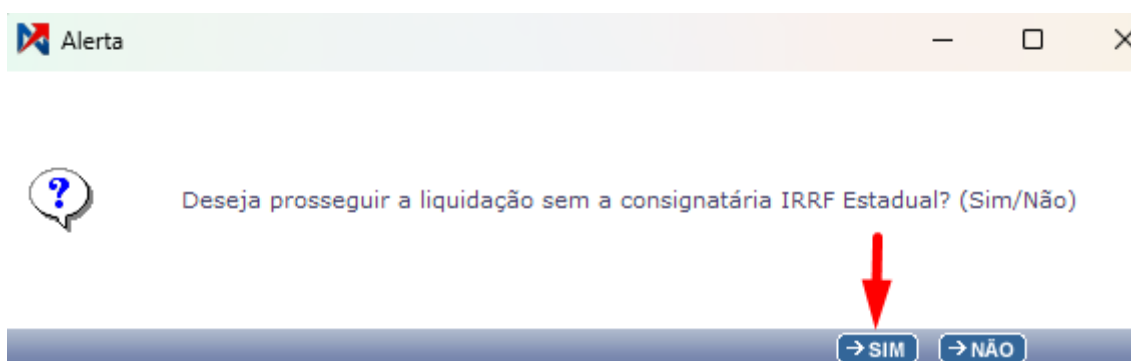 Alerta
Deseja prosseguir a liquidação sem a consignatária IRRF Estadual? (Sim/Não)
SIM NÃO